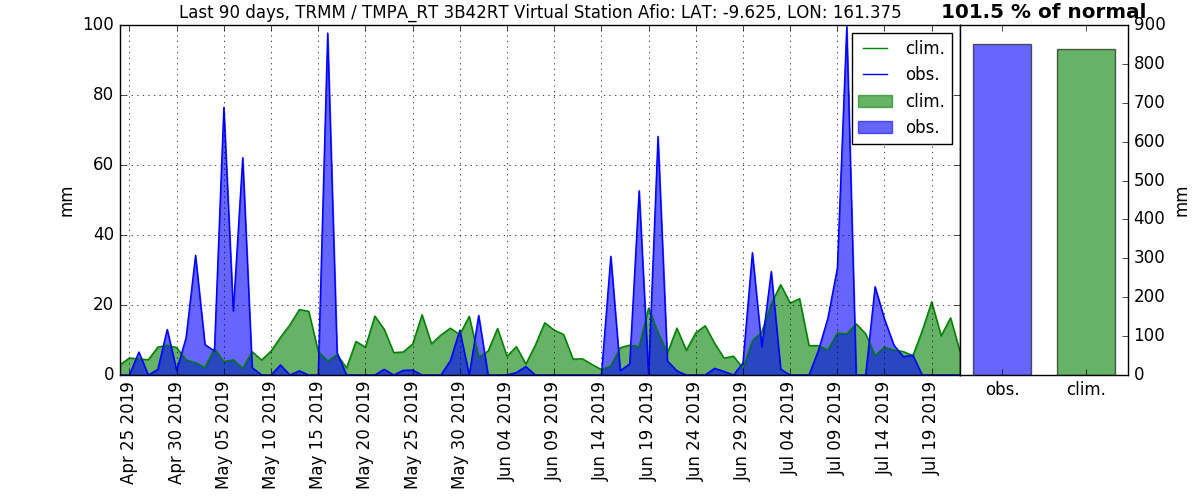 Last 90 days, TRMM / TMPA_RT 3B42RT Virtual Station Afio: LAT: -9.625, LON: 161.375
101.5 % of normal
100
80
60
40
20
0
mm
clim.
obs.
clim.
obs.
900
800
700
600
500
400
300
200
100
0
mm
obs.
clim.
Apr 25 2019
Apr 30 2019
May 05 2019
May 10 2019
May 15 2019
May 20 2019
May 25 2019
May 30 2019
Jun 04 2019
Jun 09 2019
Jun 14 2019
Jun 19 2019
Jun 24 2019
Jun 29 2019
Jul 04 2019
Jul 09 2019
Jul 14 2019
Jul 19 2019